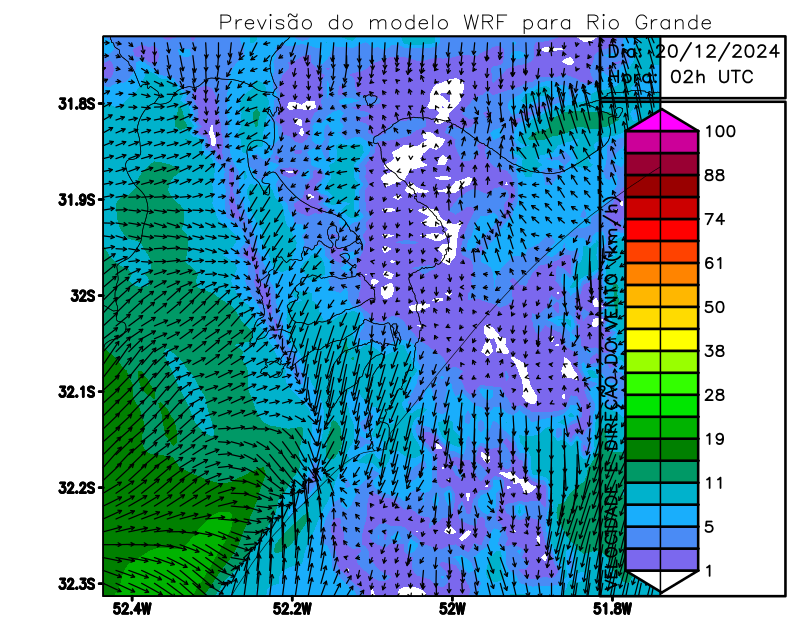 Previsão do modelo WRF para Rio Grande
Dia: 20/12/2024
Hora: 02h UTC
31.8S
31.9S
32S
32.1S
32.2S
32.3S
52.4W
52.2W
52W
51.8W
VELOCIDADE E DIREÇAO DO VENTO (km/h)
100
88
74
61
50
38
28
19
11
5
1